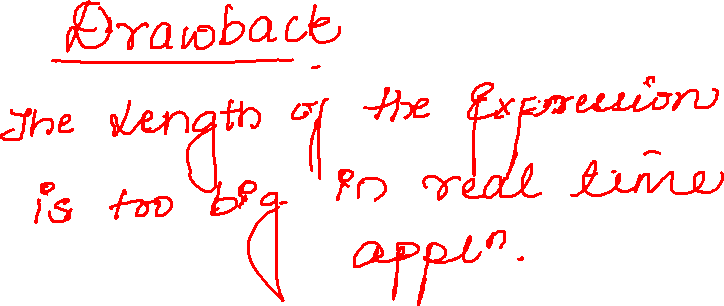 Drawback
The Length of the Expression
is too big in real time
appln.